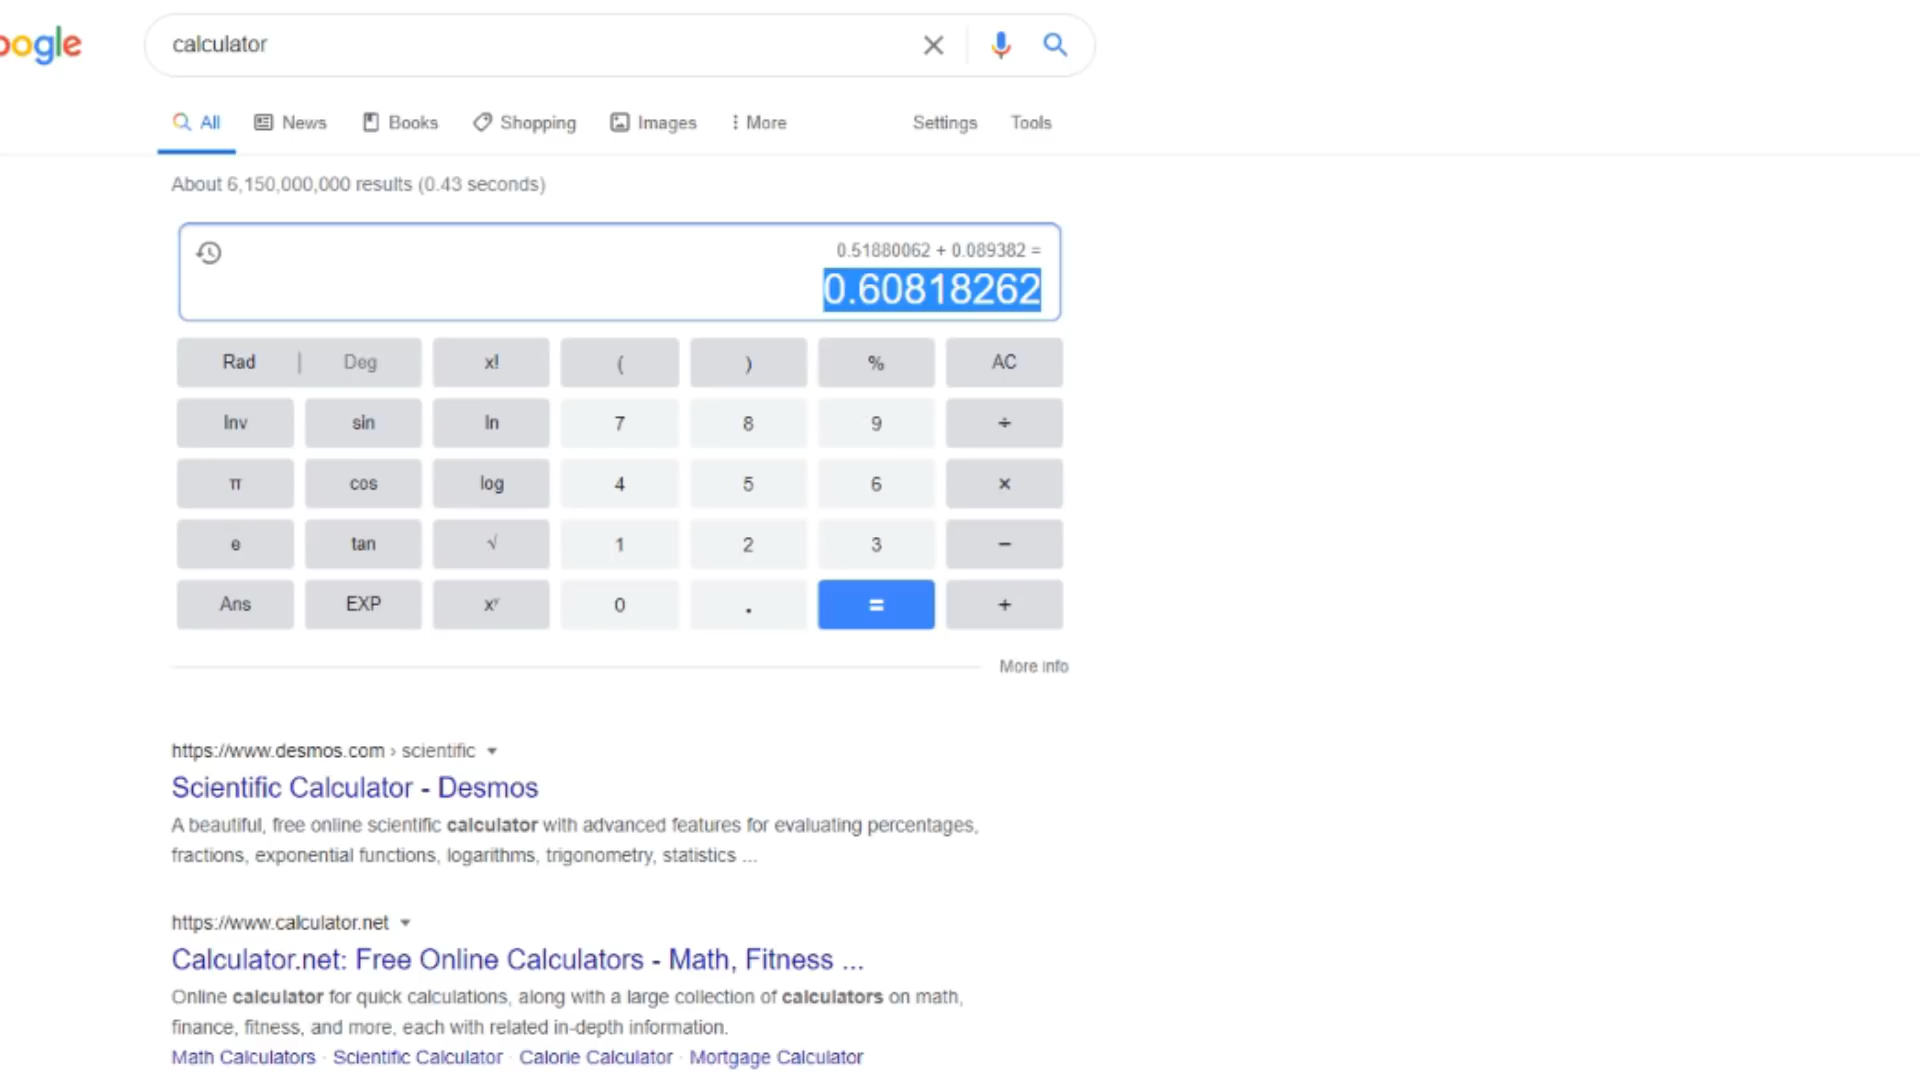 oogle
calculator
All News Books Shopping Images More Settings Tools
About 6,150,000,000 results (0.43 seconds)
0.51880062 + 0.089382 =
0.60818262
Rad | Deg x! ( ) % AC
Inv sin ln 7 8 9 ÷
π cos log 4 5 6 ×
e tan √ 1 2 3 −
Ans EXP xʸ 0 . = +
More info
https://www.desmos.com › scientific
Scientific Calculator - Desmos
A beautiful, free online scientific calculator with advanced features for evaluating percentages,
fractions, exponential functions, logarithms, trigonometry, statistics ...
https://www.calculator.net
Calculator.net: Free Online Calculators - Math, Fitness ...
Online calculator for quick calculations, along with a large collection of calculators on math,
finance, fitness, and more, each with related in-depth information.
Math Calculators · Scientific Calculator · Calorie Calculator · Mortgage Calculator